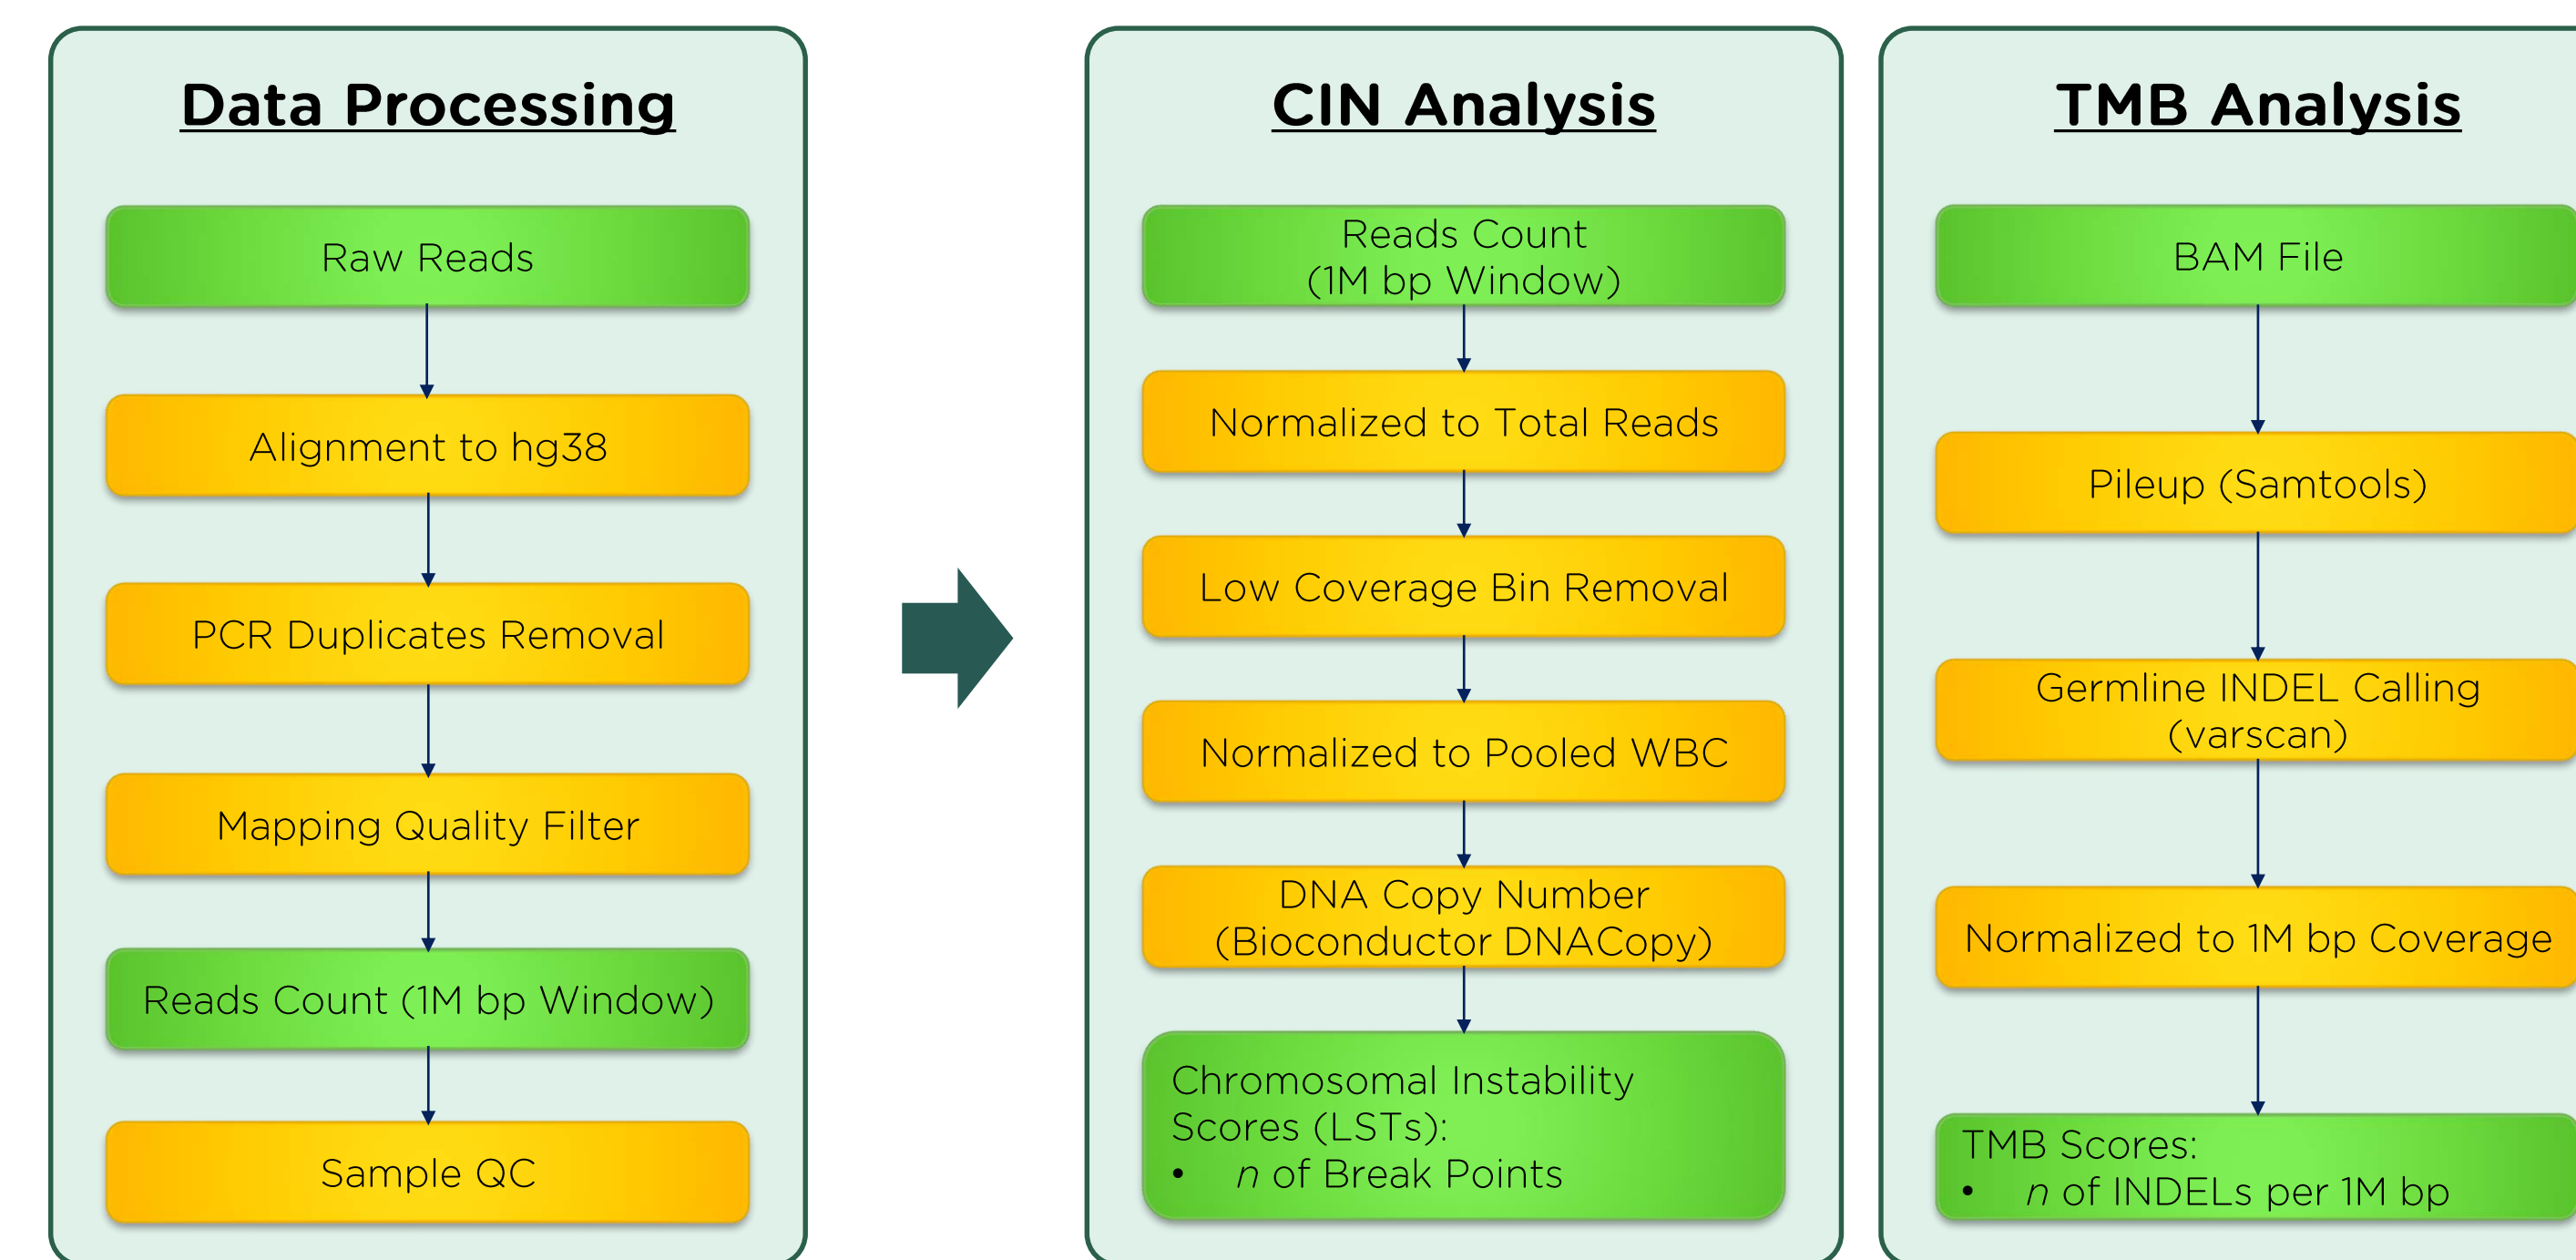 Data Processing
Raw Reads
Alignment to hg38
PCR Duplicates Removal
Mapping Quality Filter
Reads Count (1M bp Window)
Sample QC
CIN Analysis
Reads Count
(1M bp Window)
Normalized to Total Reads
Low Coverage Bin Removal
Normalized to Pooled WBC
DNA Copy Number
(Bioconductor DNACopy)
Chromosomal Instability
Scores (LSTs):
• n of Break Points
TMB Analysis
BAM File
Pileup (Samtools)
Germline INDEL Calling
(varscan)
Normalized to 1M bp Coverage
TMB Scores:
• n of INDELs per 1M bp